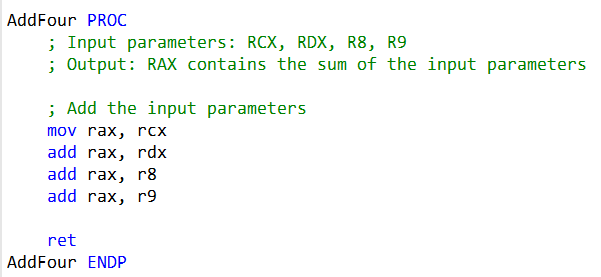 AddFour PROC
    ; Input parameters: RCX, RDX, R8, R9
    ; Output: RAX contains the sum of the input parameters

    ; Add the input parameters
    mov rax, rcx
    add rax, rdx
    add rax, r8
    add rax, r9

    ret
AddFour ENDP